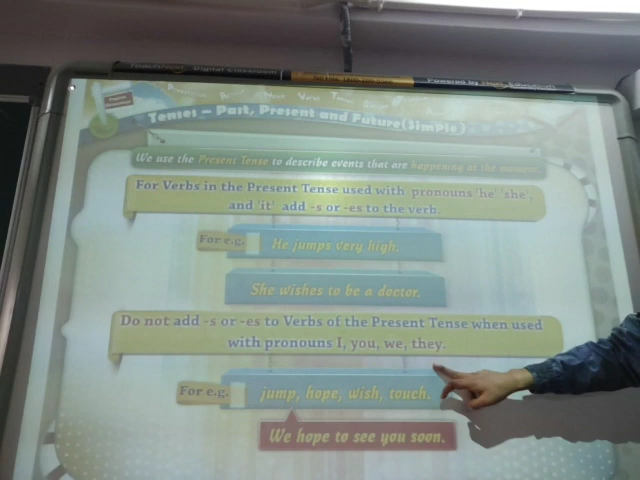 Digital Classroom
Powered by
Tenses – Past, Present and Future(Simple)
We use the Present Tense to describe events that are happening at the moment.
For Verbs in the Present Tense used with pronouns 'he' 'she',
and 'it' add -s or -es to the verb.
For e.g.
He jumps very high.
She wishes to be a doctor.
Do not add -s or -es to Verbs of the Present Tense when used
with pronouns I, you, we, they.
For e.g.
jump, hope, wish, touch.
We hope to see you soon.